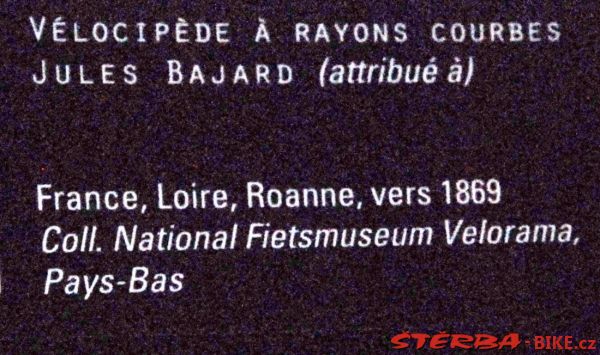 VÉLOCIPÈDE À RAYONS COURBES
JULES BAJARD (attribué à)
France, Loire, Roanne, vers 1869
Coll. National Fietsmuseum Velorama,
Pays-Bas
ŠTĚRBA-BIKE.cz